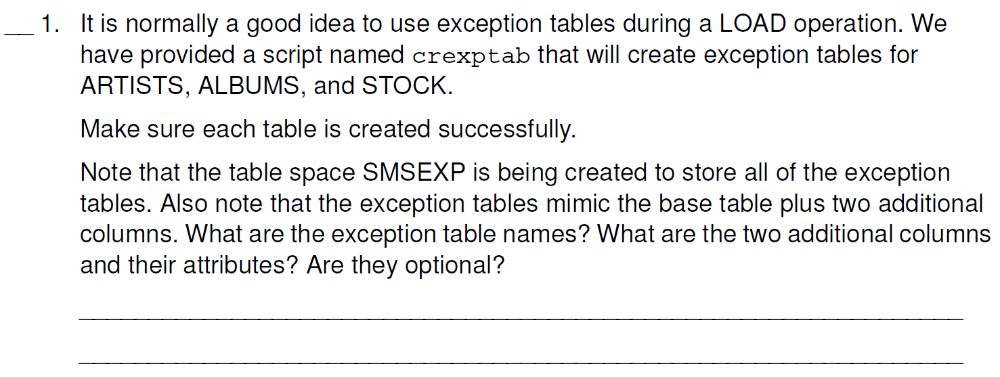 __ 1. It is normally a good idea to use exception tables during a LOAD operation. We
have provided a script named crexptab that will create exception tables for
ARTISTS, ALBUMS, and STOCK.
Make sure each table is created successfully.
Note that the table space SMSEXP is being created to store all of the exception
tables. Also note that the exception tables mimic the base table plus two additional
columns. What are the exception table names? What are the two additional columns
and their attributes? Are they optional?